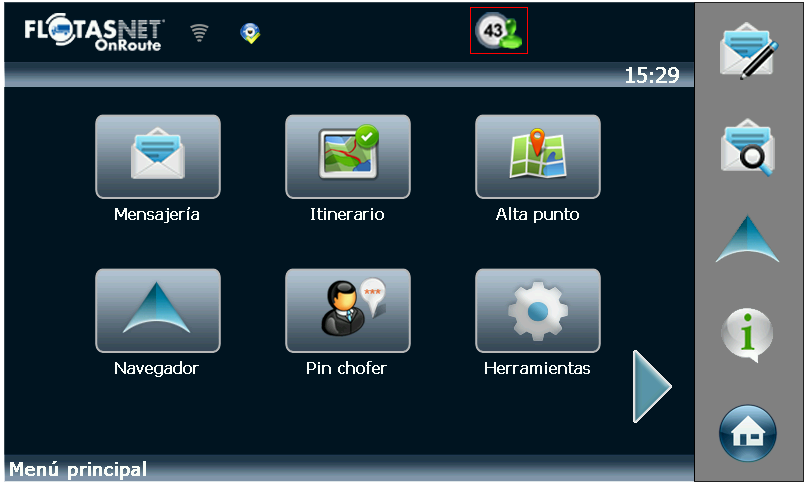 FLOTASNET
OnRoute
43
15:29
Mensajería
Itinerario
Alta punto
***
Navegador
Pin chofer
Herramientas
i
Menú principal